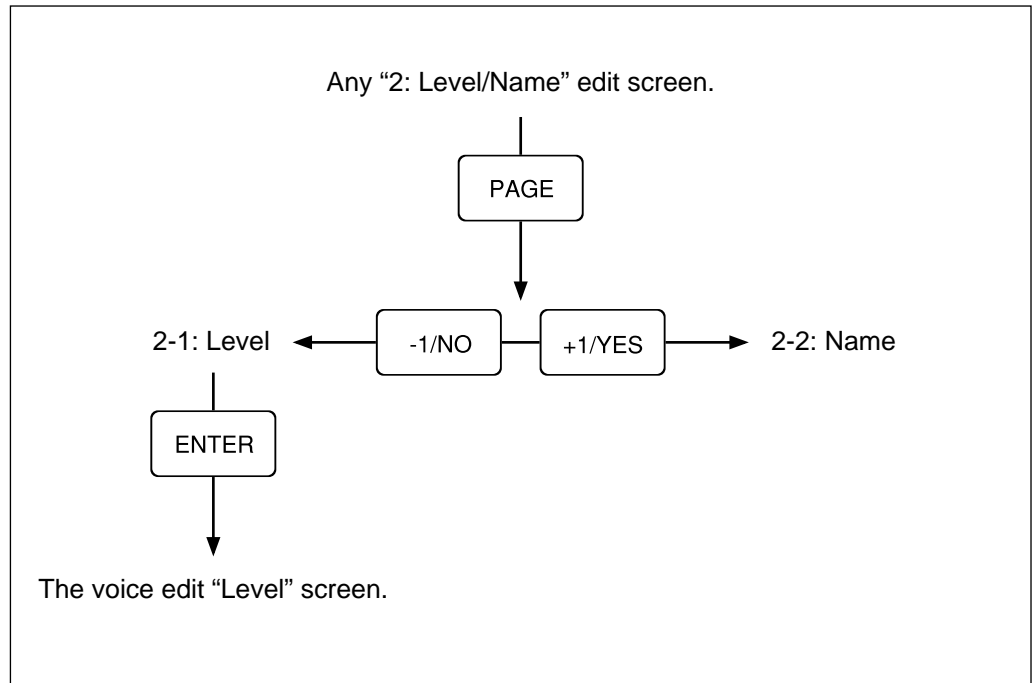 Any “2: Level/Name” edit screen.
PAGE
2-1: Level
-1/NO
+1/YES
2-2: Name
ENTER
The voice edit “Level” screen.